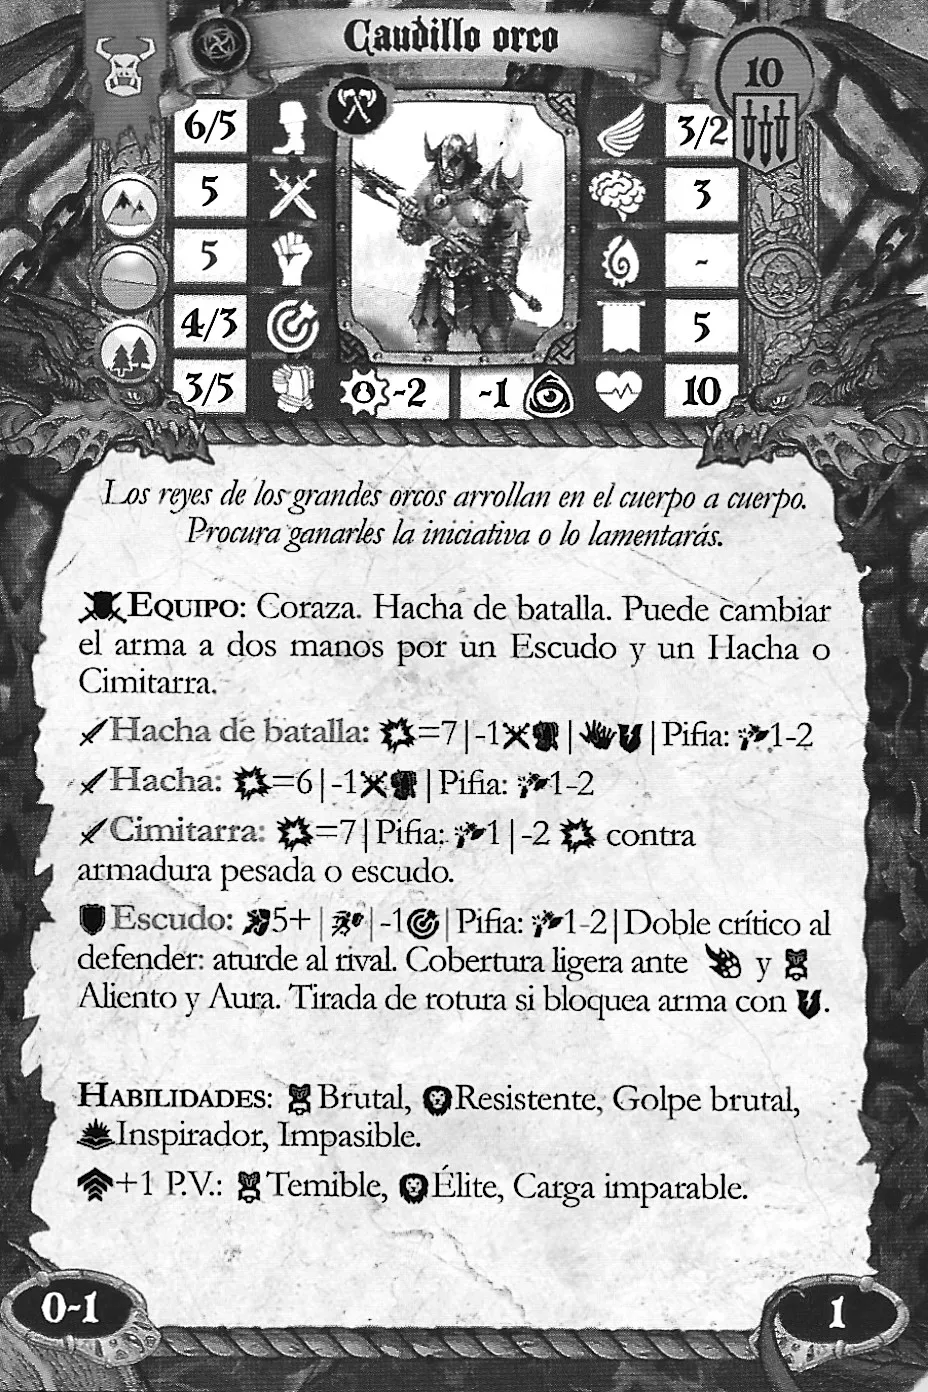 Caudillo orco
10
6/5
3/2
5
3
5
-
4/3
5
3/5
-2
-1
10
Los reyes de los grandes orcos arrollan en el cuerpo a cuerpo.
Procura ganarles la iniciativa o lo lamentarás.
EQUIPO: Coraza. Hacha de batalla. Puede cambiar
el arma a dos manos por un Escudo y un Hacha o
Cimitarra.
Hacha de batalla: =7|-1 | |Pifia: 1-2
Hacha: =6|-1 |Pifia: 1-2
Cimitarra: =7|Pifia: 1|-2 contra
armadura pesada o escudo.
Escudo: 5+| |-1 |Pifia: 1-2|Doble crítico al
defender: aturde al rival. Cobertura ligera ante y
Aliento y Aura. Tirada de rotura si bloquea arma con .
HABILIDADES: Brutal, Resistente, Golpe brutal,
Inspirador, Impasible.
+1 P.V.: Temible, Élite, Carga imparable.
0-1
1